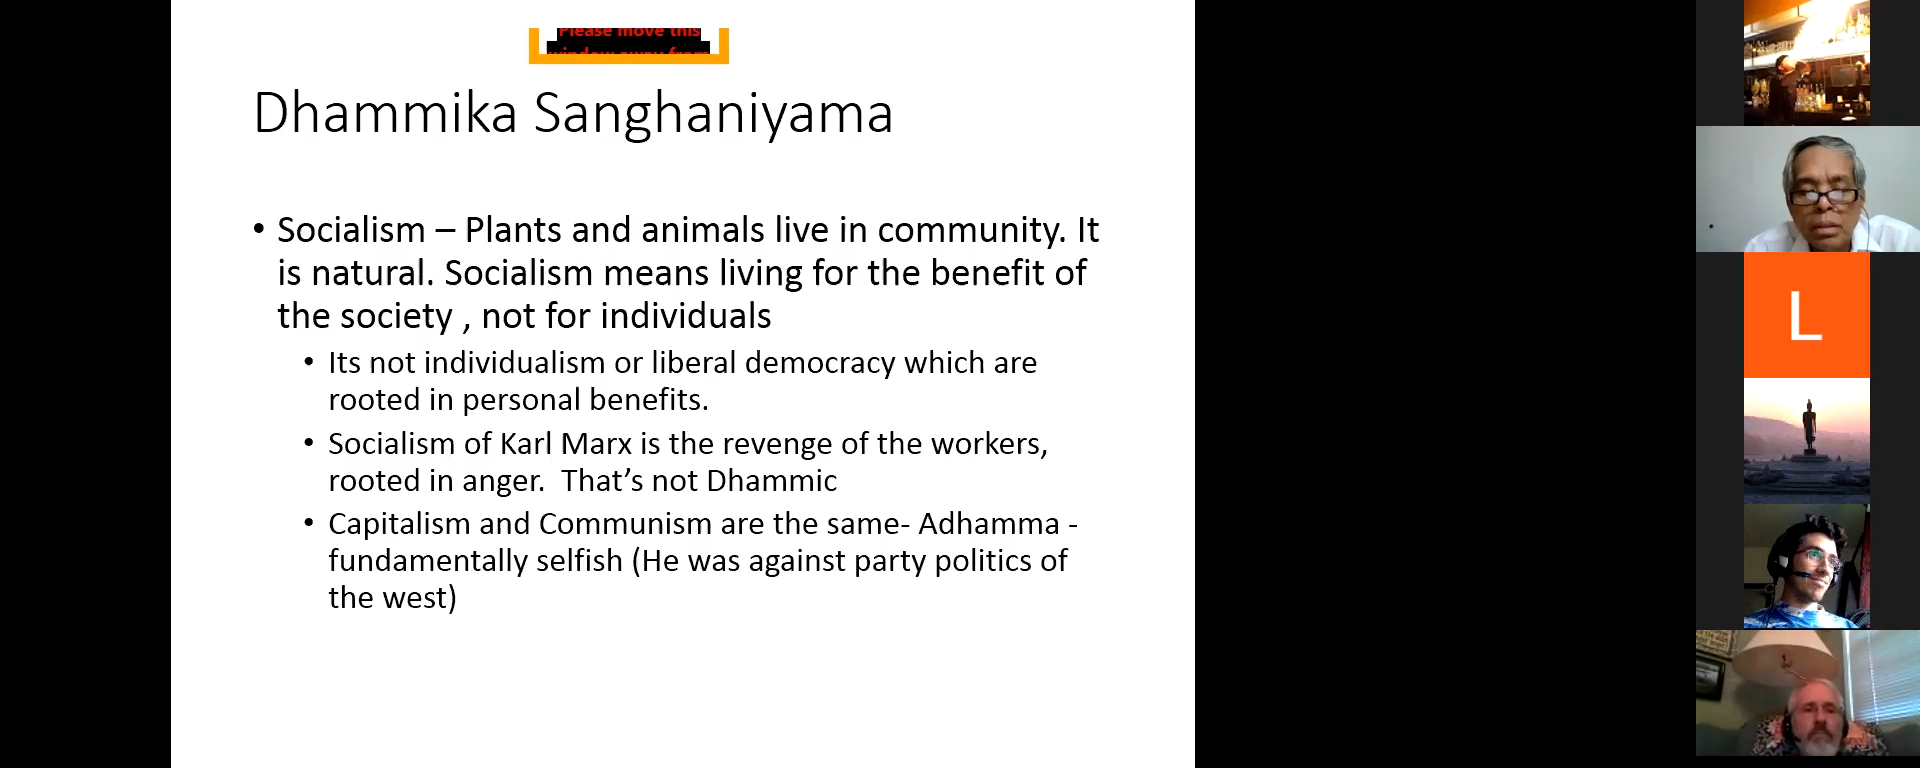 Please move this
window away from
Dhammika Sanghaniyama
• Socialism – Plants and animals live in community. It
is natural. Socialism means living for the benefit of
the society , not for individuals
• Its not individualism or liberal democracy which are
rooted in personal benefits.
• Socialism of Karl Marx is the revenge of the workers,
rooted in anger.  That’s not Dhammic
• Capitalism and Communism are the same- Adhamma -
fundamentally selfish (He was against party politics of
the west)
L